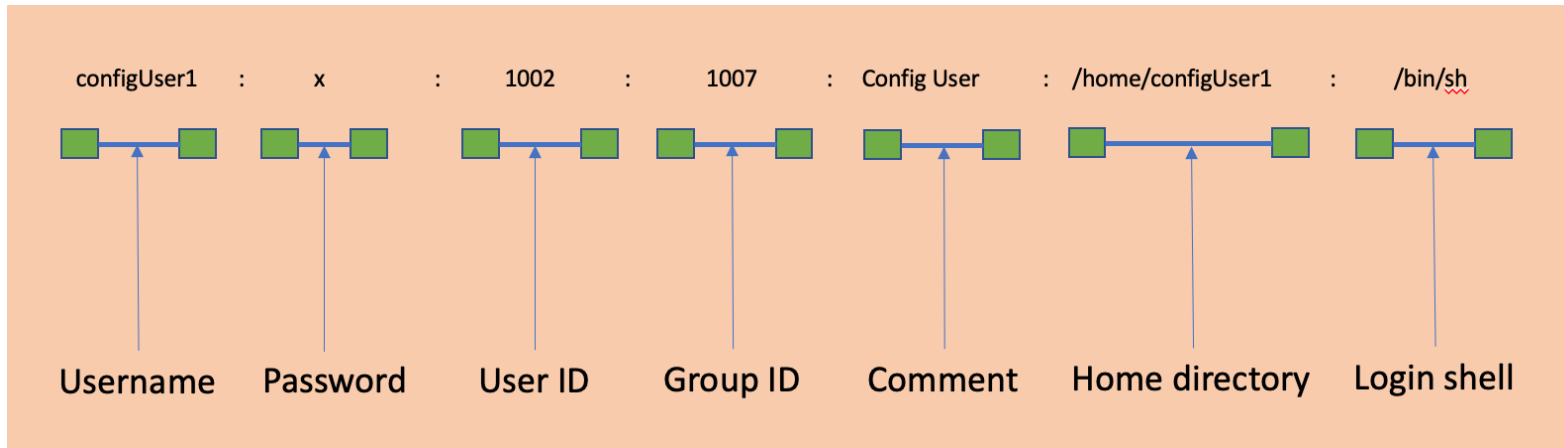 configUser1 : x : 1002 : 1007 : Config User : /home/configUser1 : /bin/sh
Username Password User ID Group ID Comment Home directory Login shell